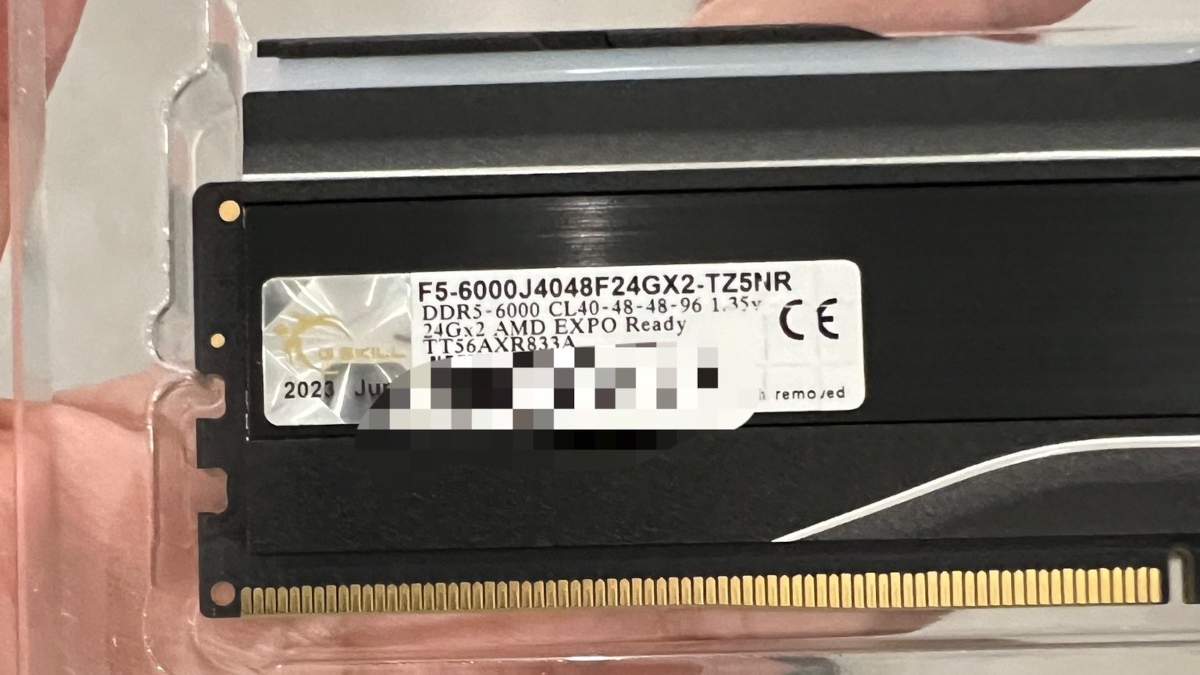 F5-6000J4048F24GX2-TZ5NR
DDR5-6000 CL40-48-48-96 1.35v
24Gx2 AMD EXPO Ready
TT56AXR833A
CE
G.SKILL
2023
removed